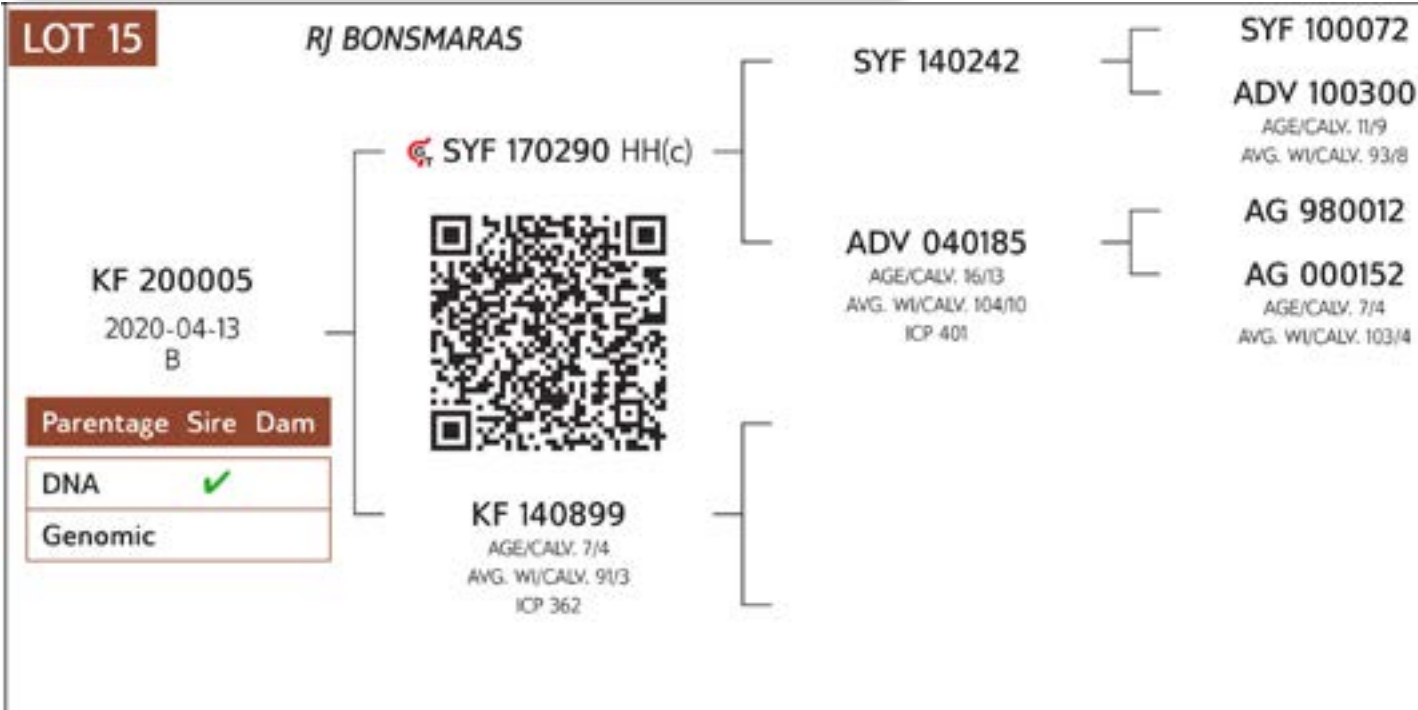 LOT 15
RJ BONSMARAS
KF 200005
2020-04-13
B
Parentage Sire Dam
DNA ✔
Genomic
SYF 170290 HH(c)
KF 140899
AGE/CALV. 7/4
AVG. WI/CALV. 91/3
ICP 362
SYF 140242
ADV 040185
AGE/CALV. 16/13
AVG. WI/CALV. 104/10
ICP 401
SYF 100072
ADV 100300
AGE/CALV. 11/9
AVG. WI/CALV. 93/8
AG 980012
AG 000152
AGE/CALV. 7/4
AVG. WI/CALV. 103/4